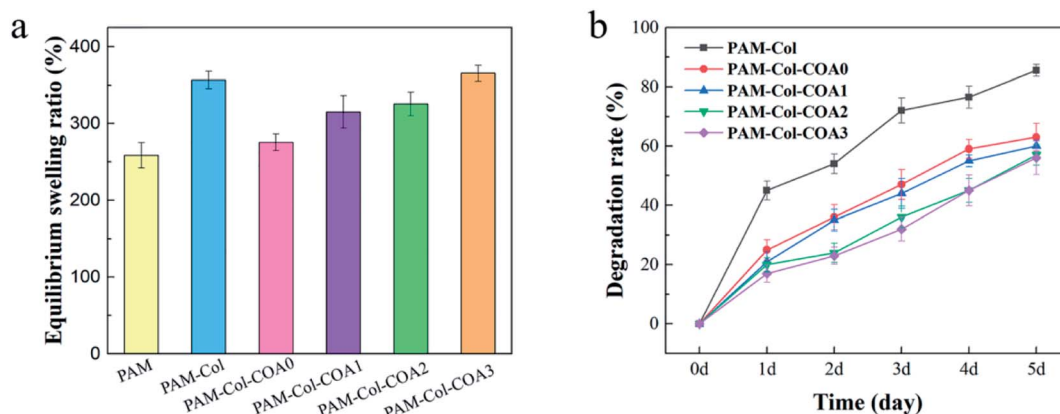 a
Equilibrium swelling ratio (%)
400
300
200
100
0
PAM
PAM-Col
PAM-Col-COA0
PAM-Col-COA1
PAM-Col-COA2
PAM-Col-COA3
b
Degradation rate (%)
100
80
60
40
20
0
PAM-Col
PAM-Col-COA0
PAM-Col-COA1
PAM-Col-COA2
PAM-Col-COA3
0d 1d 2d 3d 4d 5d
Time (day)